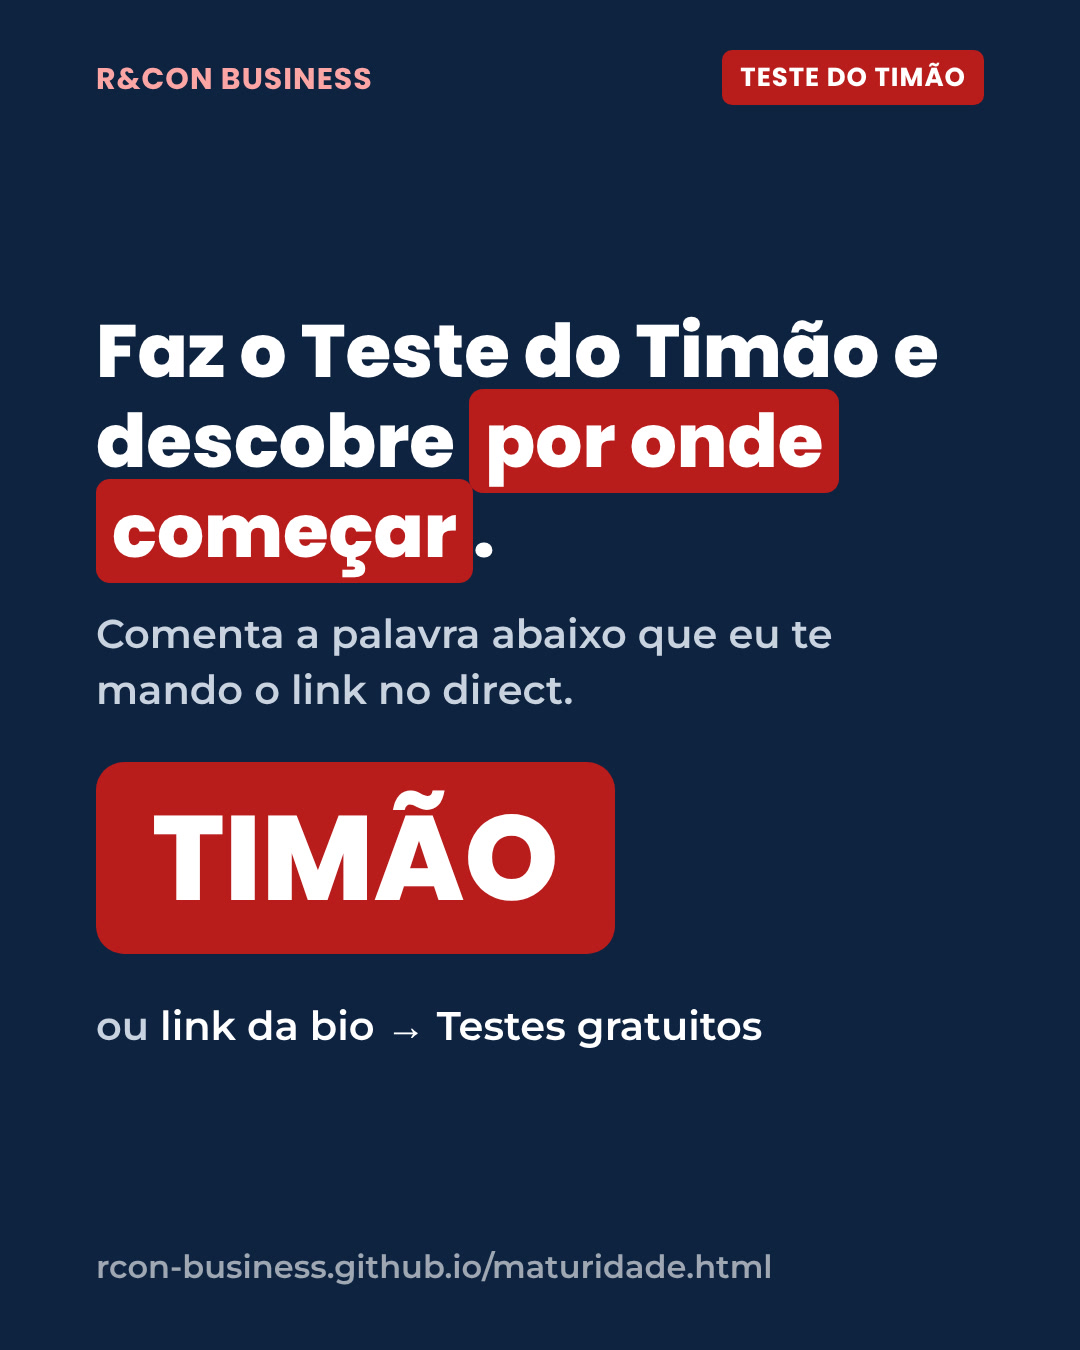 R&CON BUSINESS
TESTE DO TIMÃO
Faz o Teste do Timão e
descobre por onde
começar.
Comenta a palavra abaixo que eu te
mando o link no direct.
TIMÃO
ou link da bio → Testes gratuitos
rcon-business.github.io/maturidade.html